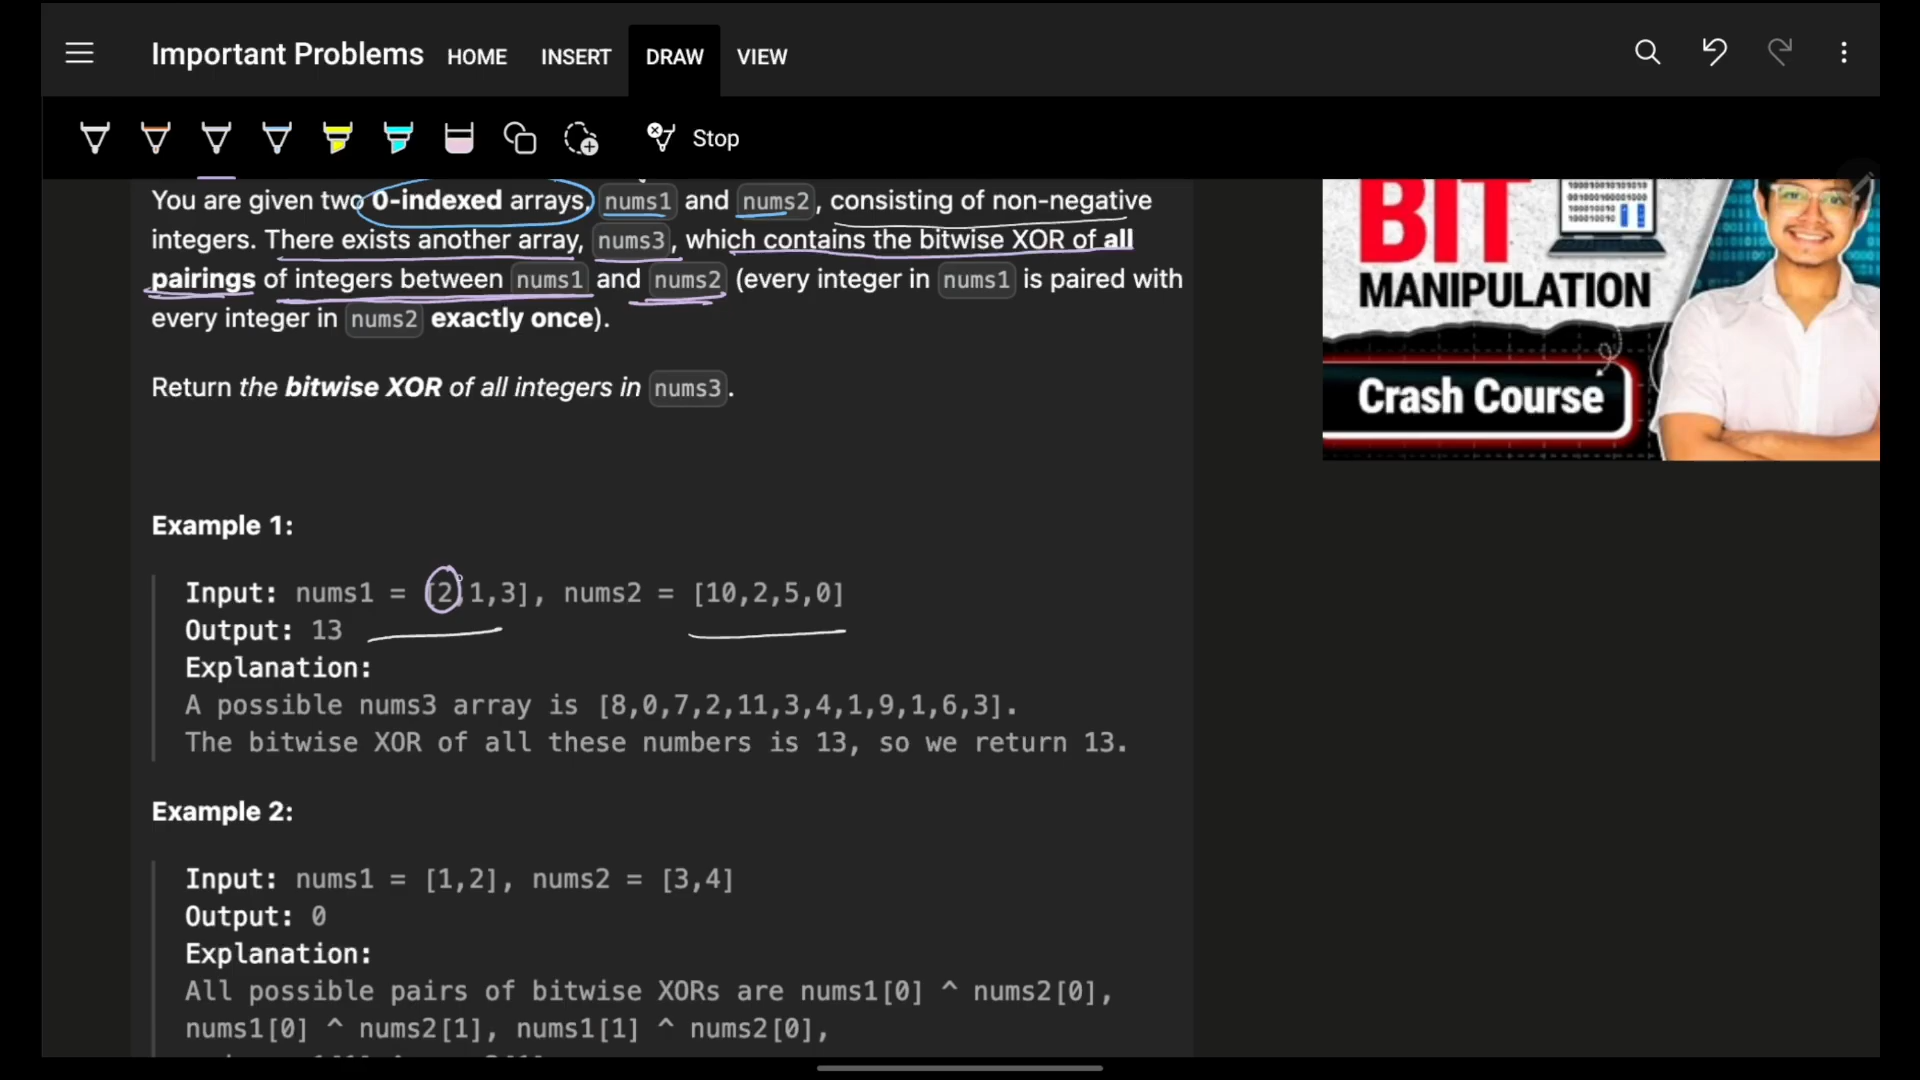 Important Problems HOME INSERT DRAW VIEW
Stop
You are given two 0-indexed arrays, nums1 and nums2, consisting of non-negative
integers. There exists another array, nums3, which contains the bitwise XOR of all
pairings of integers between nums1 and nums2 (every integer in nums1 is paired with
every integer in nums2 exactly once).
Return the bitwise XOR of all integers in nums3.
Example 1:
Input: nums1 = [2,1,3], nums2 = [10,2,5,0]
Output: 13
Explanation:
A possible nums3 array is [8,0,7,2,11,3,4,1,9,1,6,3].
The bitwise XOR of all these numbers is 13, so we return 13.
Example 2:
Input: nums1 = [1,2], nums2 = [3,4]
Output: 0
Explanation:
All possible pairs of bitwise XORs are nums1[0] ^ nums2[0],
nums1[0] ^ nums2[1], nums1[1] ^ nums2[0],
BIT
MANIPULATION
Crash Course